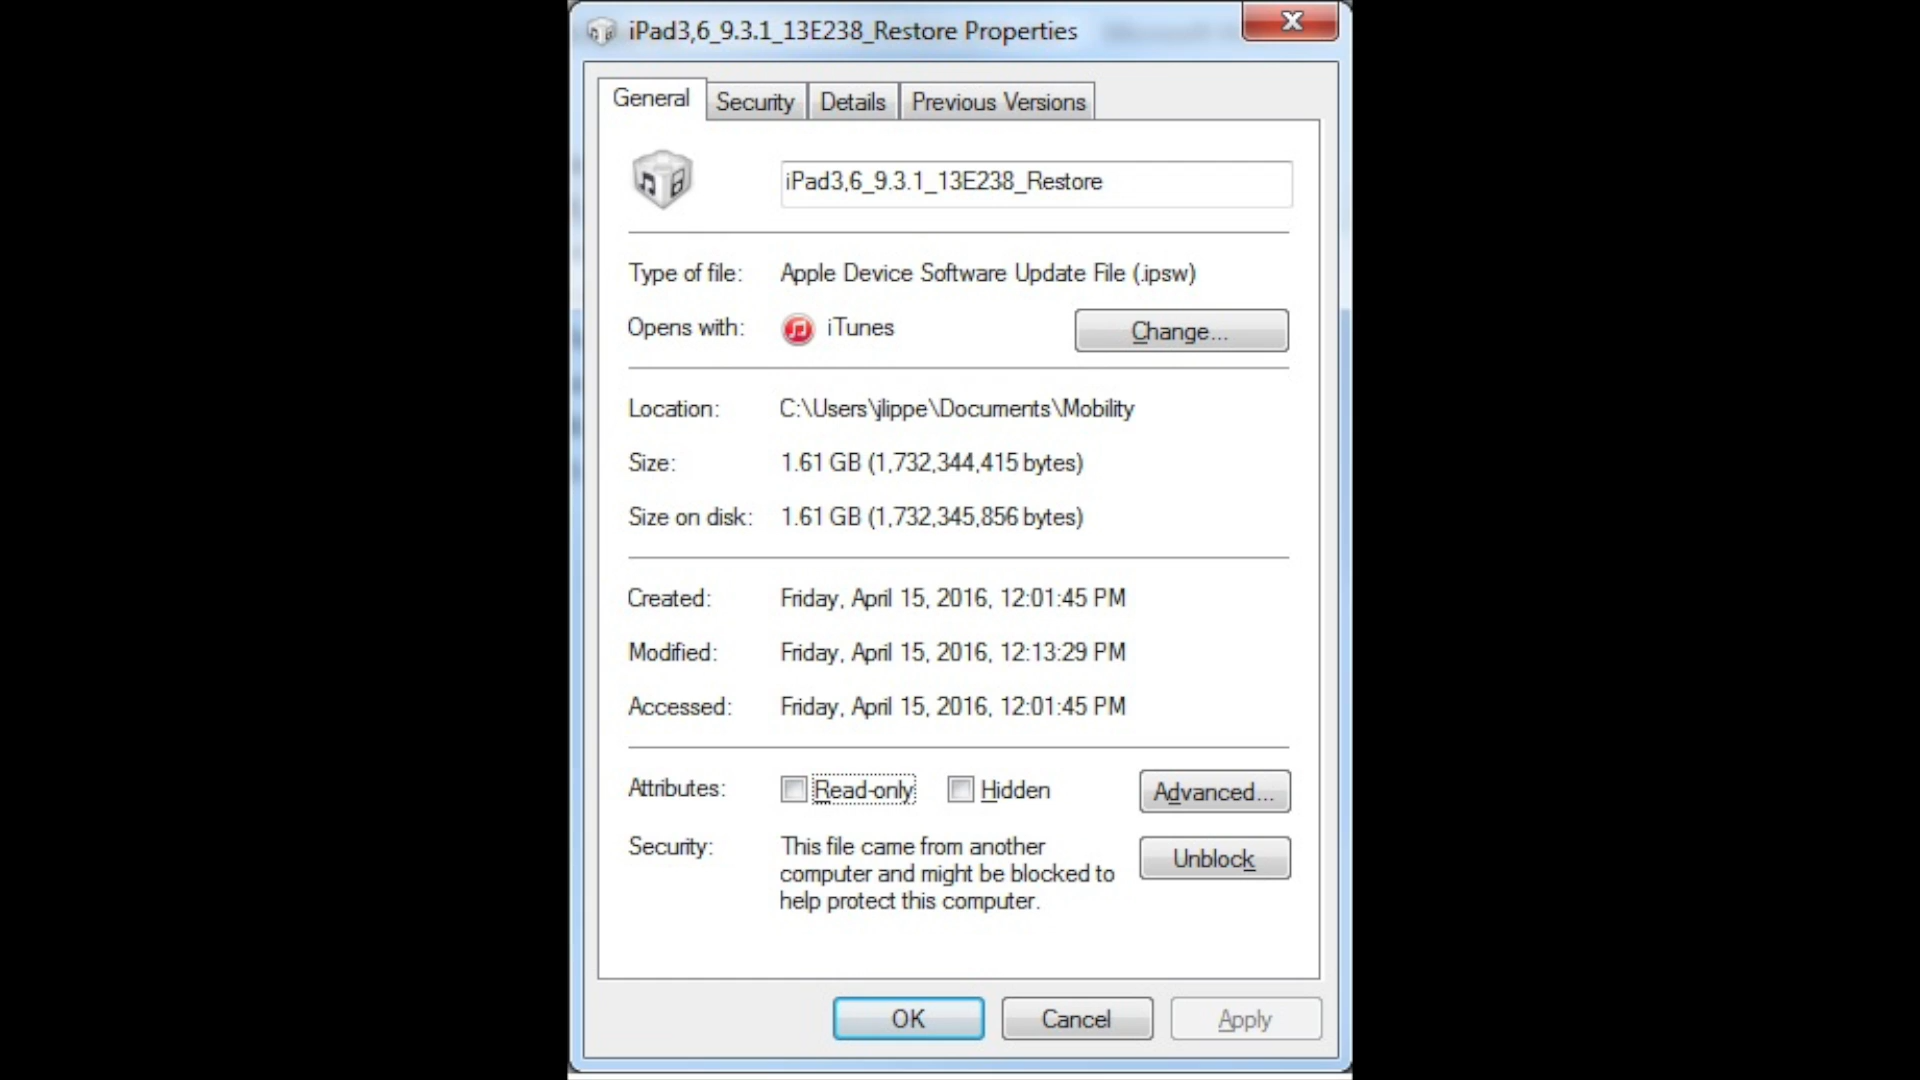 iPad3,6_9.3.1_13E238_Restore Properties
General Security Details Previous Versions
iPad3,6_9.3.1_13E238_Restore
Type of file: Apple Device Software Update File (.ipsw)
Opens with: iTunes Change...
Location: C:\Users\jlippe\Documents\Mobility
Size: 1.61 GB (1,732,344,415 bytes)
Size on disk: 1.61 GB (1,732,345,856 bytes)
Created: Friday, April 15, 2016, 12:01:45 PM
Modified: Friday, April 15, 2016, 12:13:29 PM
Accessed: Friday, April 15, 2016, 12:01:45 PM
Attributes: Read-only Hidden Advanced...
Security: This file came from another
computer and might be blocked to
help protect this computer.
Unblock
OK Cancel Apply